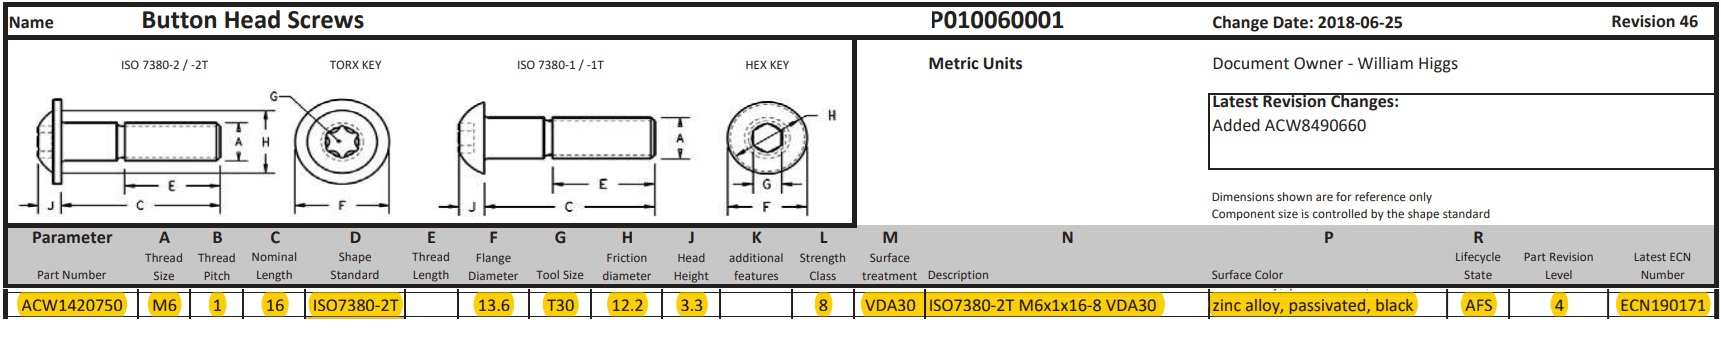 Name Button Head Screws P010060001 Change Date: 2018-06-25 Revision 46
ISO 7380-2 / -2T TORX KEY ISO 7380-1 / -1T HEX KEY
Metric Units
Document Owner - William Higgs
Latest Revision Changes:
Added ACW8490660
G
A
H
E
J
C
F
A
E
J
C
H
G
F
Dimensions shown are for reference only
Component size is controlled by the shape standard
Parameter A B C D E F G H J K L M N P R
Thread Thread Nominal Shape Thread Flange Friction Head additional Strength Surface Lifecycle Part Revision Latest ECN
Part Number Size Pitch Length Standard Length Diameter Tool Size diameter Height features Class treatment Description Surface Color State Level Number
ACW1420750 M6 1 16 ISO7380-2T 13.6 T30 12.2 3.3 8 VDA30 ISO7380-2T M6x1x16-8 VDA30 zinc alloy, passivated, black AFS 4 ECN190171